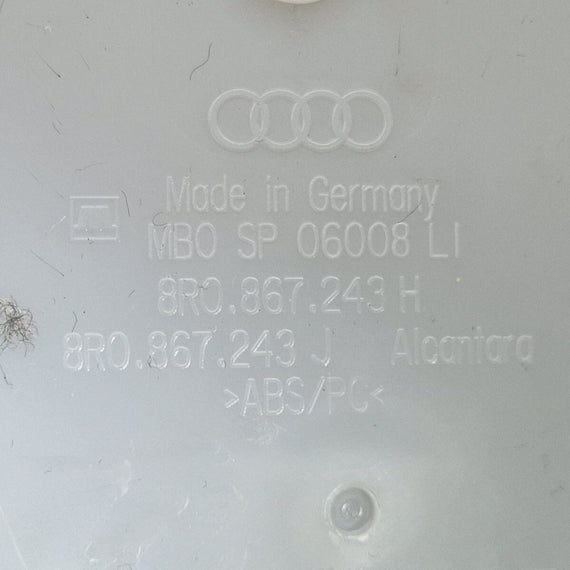 Made in Germany
MBO SP 06008 LI
8R0.867.243 H
8R0.867.243 J Alcantara
>ABS/PC<